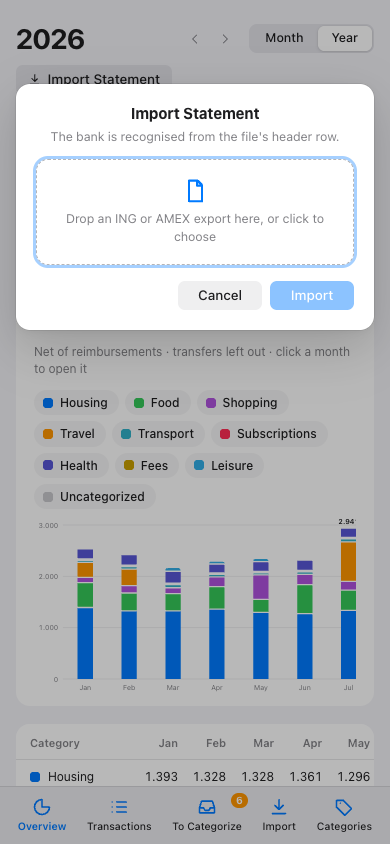 2026
Month
Year
Import Statement
Import Statement
The bank is recognised from the file's header row.
Drop an ING or AMEX export here, or click to
choose
Cancel
Import
Net of reimbursements · transfers left out · click a month
to open it
Housing
Food
Shopping
Travel
Transport
Subscriptions
Health
Fees
Leisure
Uncategorized
3.000
2.94
2.000
1.000
0
Jan Feb Mar Apr May Jun Jul
Category Jan Feb Mar Apr May
Housing 1.393 1.328 1.328 1.361 1.296
6
Overview Transactions To Categorize Import Categories